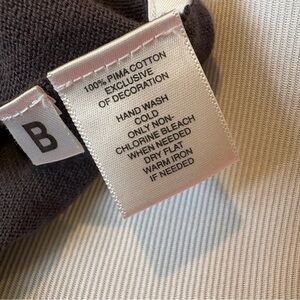 100% PIMA COTTON
EXCLUSIVE
OF DECORATION
HAND WASH
COLD
ONLY NON-
CHLORINE BLEACH
WHEN NEEDED
DRY FLAT
WARM IRON
IF NEEDED
B